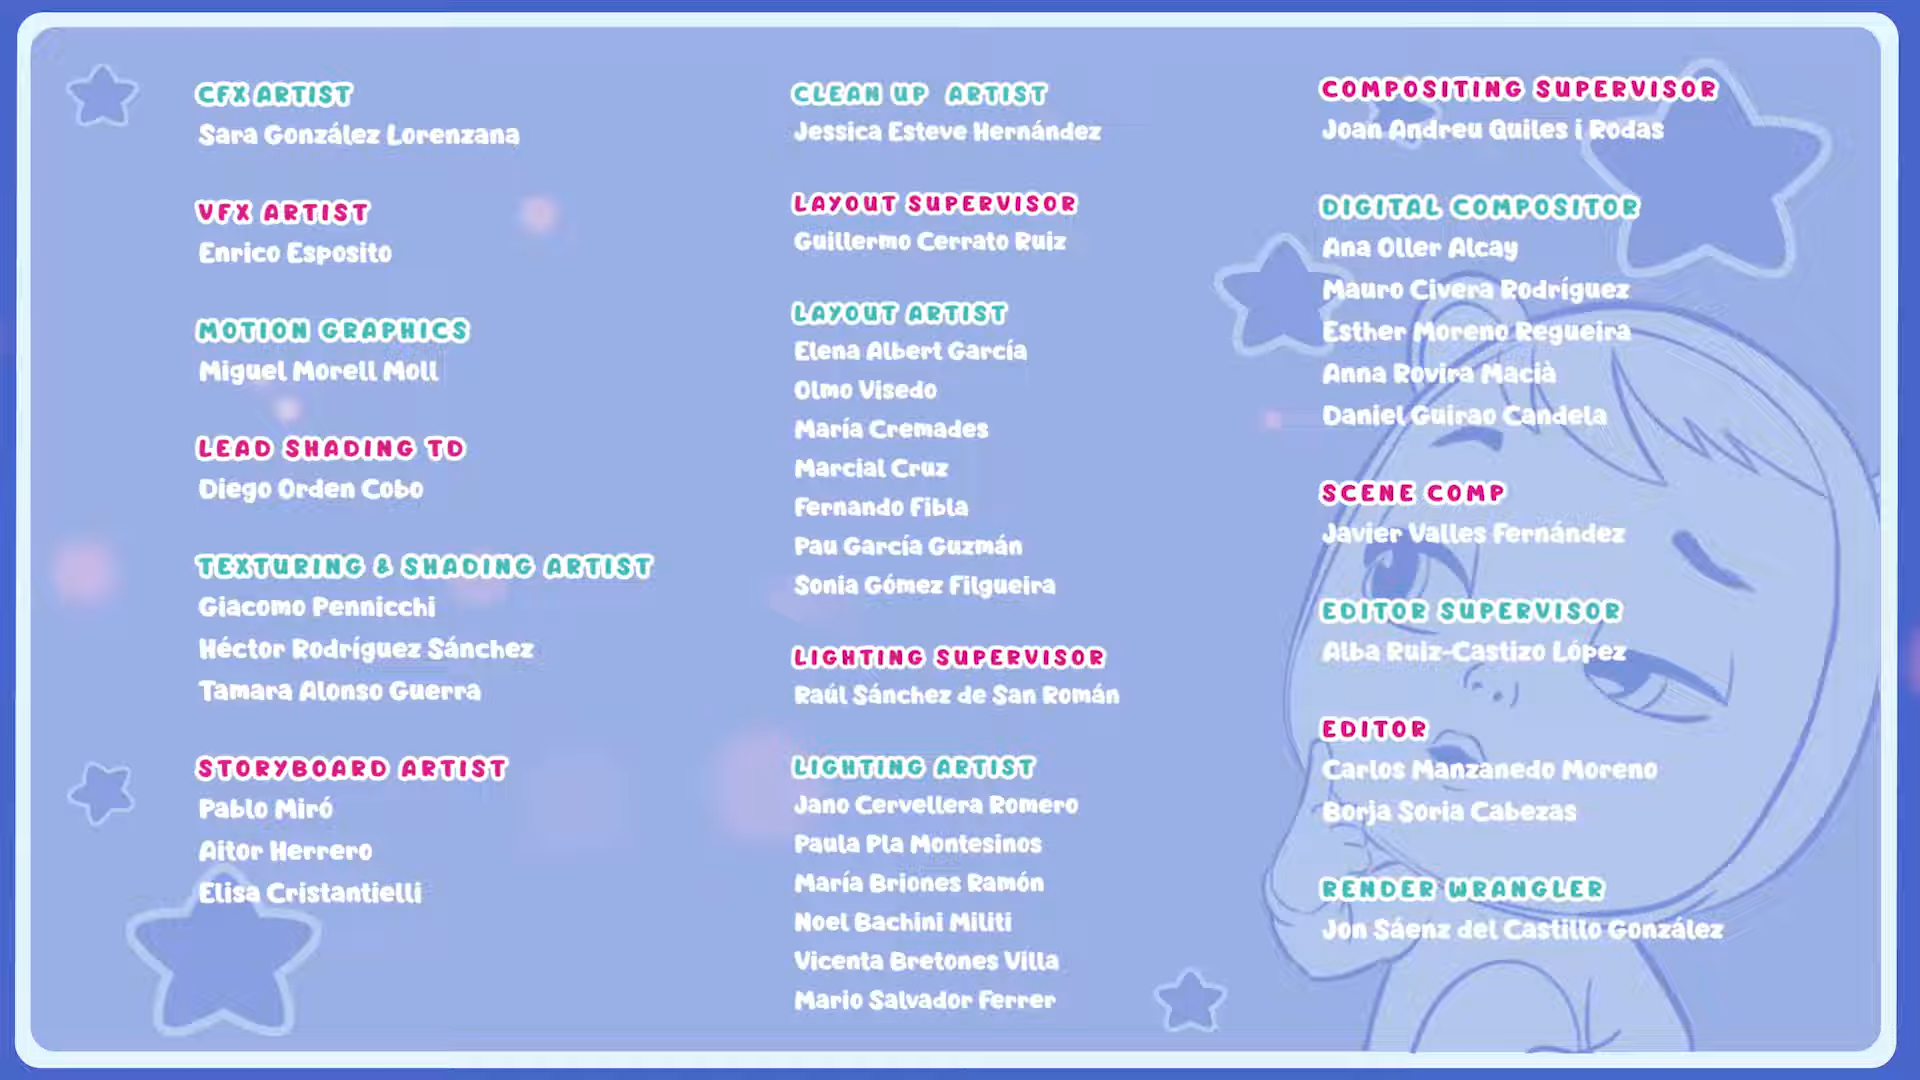 CFX ARTIST
Sara González Lorenzana
VFX ARTIST
Enrico Esposito
MOTION GRAPHICS
Miguel Morell Moll
LEAD SHADING TD
Diego Orden Cobo
TEXTURING & SHADING ARTIST
Giacomo Pennicchi
Héctor Rodríguez Sánchez
Tamara Alonso Guerra
STORYBOARD ARTIST
Pablo Miró
Aitor Herrero
Elisa Cristantielli
CLEAN UP ARTIST
Jessica Esteve Hernández
LAYOUT SUPERVISOR
Guillermo Cerrato Ruiz
LAYOUT ARTIST
Elena Albert García
Olmo Visedo
María Cremades
Marcial Cruz
Fernando Fibla
Pau García Guzmán
Sonia Gómez Filgueira
LIGHTING SUPERVISOR
Raúl Sánchez de San Román
LIGHTING ARTIST
Jano Cervellera Romero
Paula Pla Montesinos
María Briones Ramón
Noel Bachini Militi
Vicenta Bretones Villa
Mario Salvador Ferrer
COMPOSITING SUPERVISOR
Joan Andreu Quiles i Rodas
DIGITAL COMPOSITOR
Ana Oller Alcay
Mauro Civera Rodríguez
Esther Moreno Regueira
Anna Rovira Macià
Daniel Guirao Candela
SCENE COMP
Javier Valles Fernández
EDITOR SUPERVISOR
Alba Ruiz-Castizo López
EDITOR
Carlos Manzanedo Moreno
Borja Soria Cabezas
RENDER WRANGLER
Jon Sáenz del Castillo González